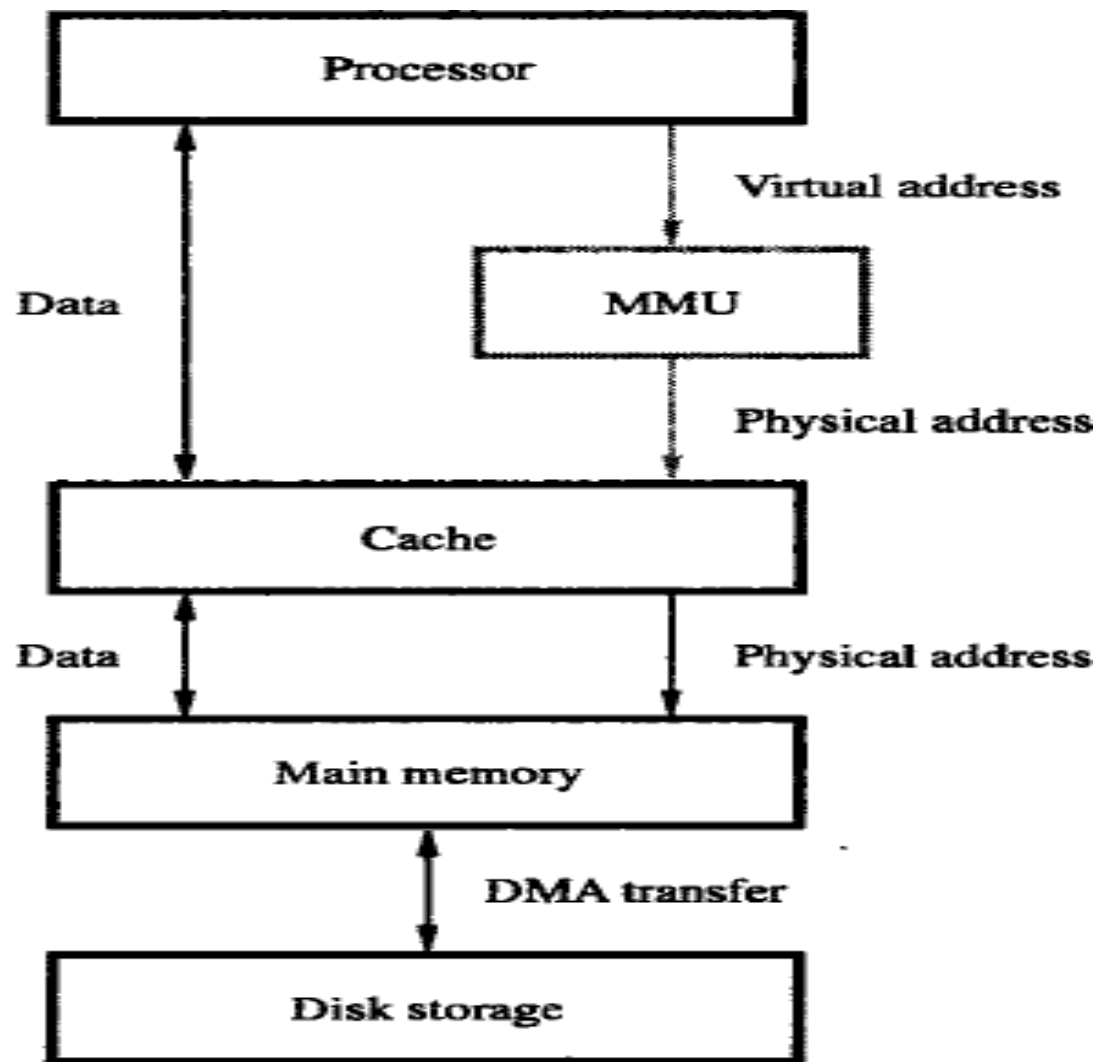 Processor
Virtual address
MMU
Data
Physical address
Cache
Data
Physical address
Main memory
DMA transfer
Disk storage